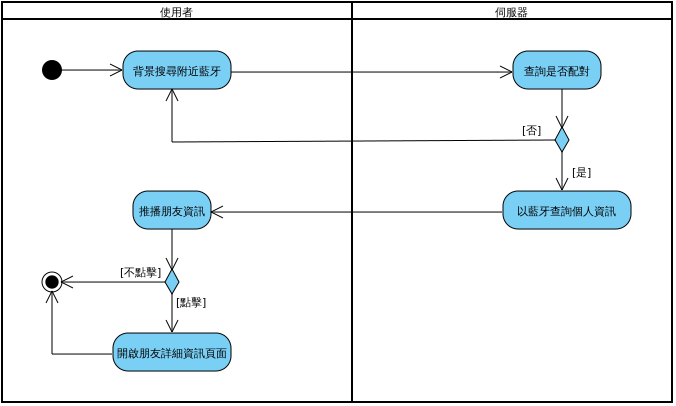 使用者
伺服器
背景搜尋附近藍牙
查詢是否配對
[否]
[是]
推播朋友資訊
以藍牙查詢個人資訊
[不點擊]
[點擊]
開啟朋友詳細資訊頁面